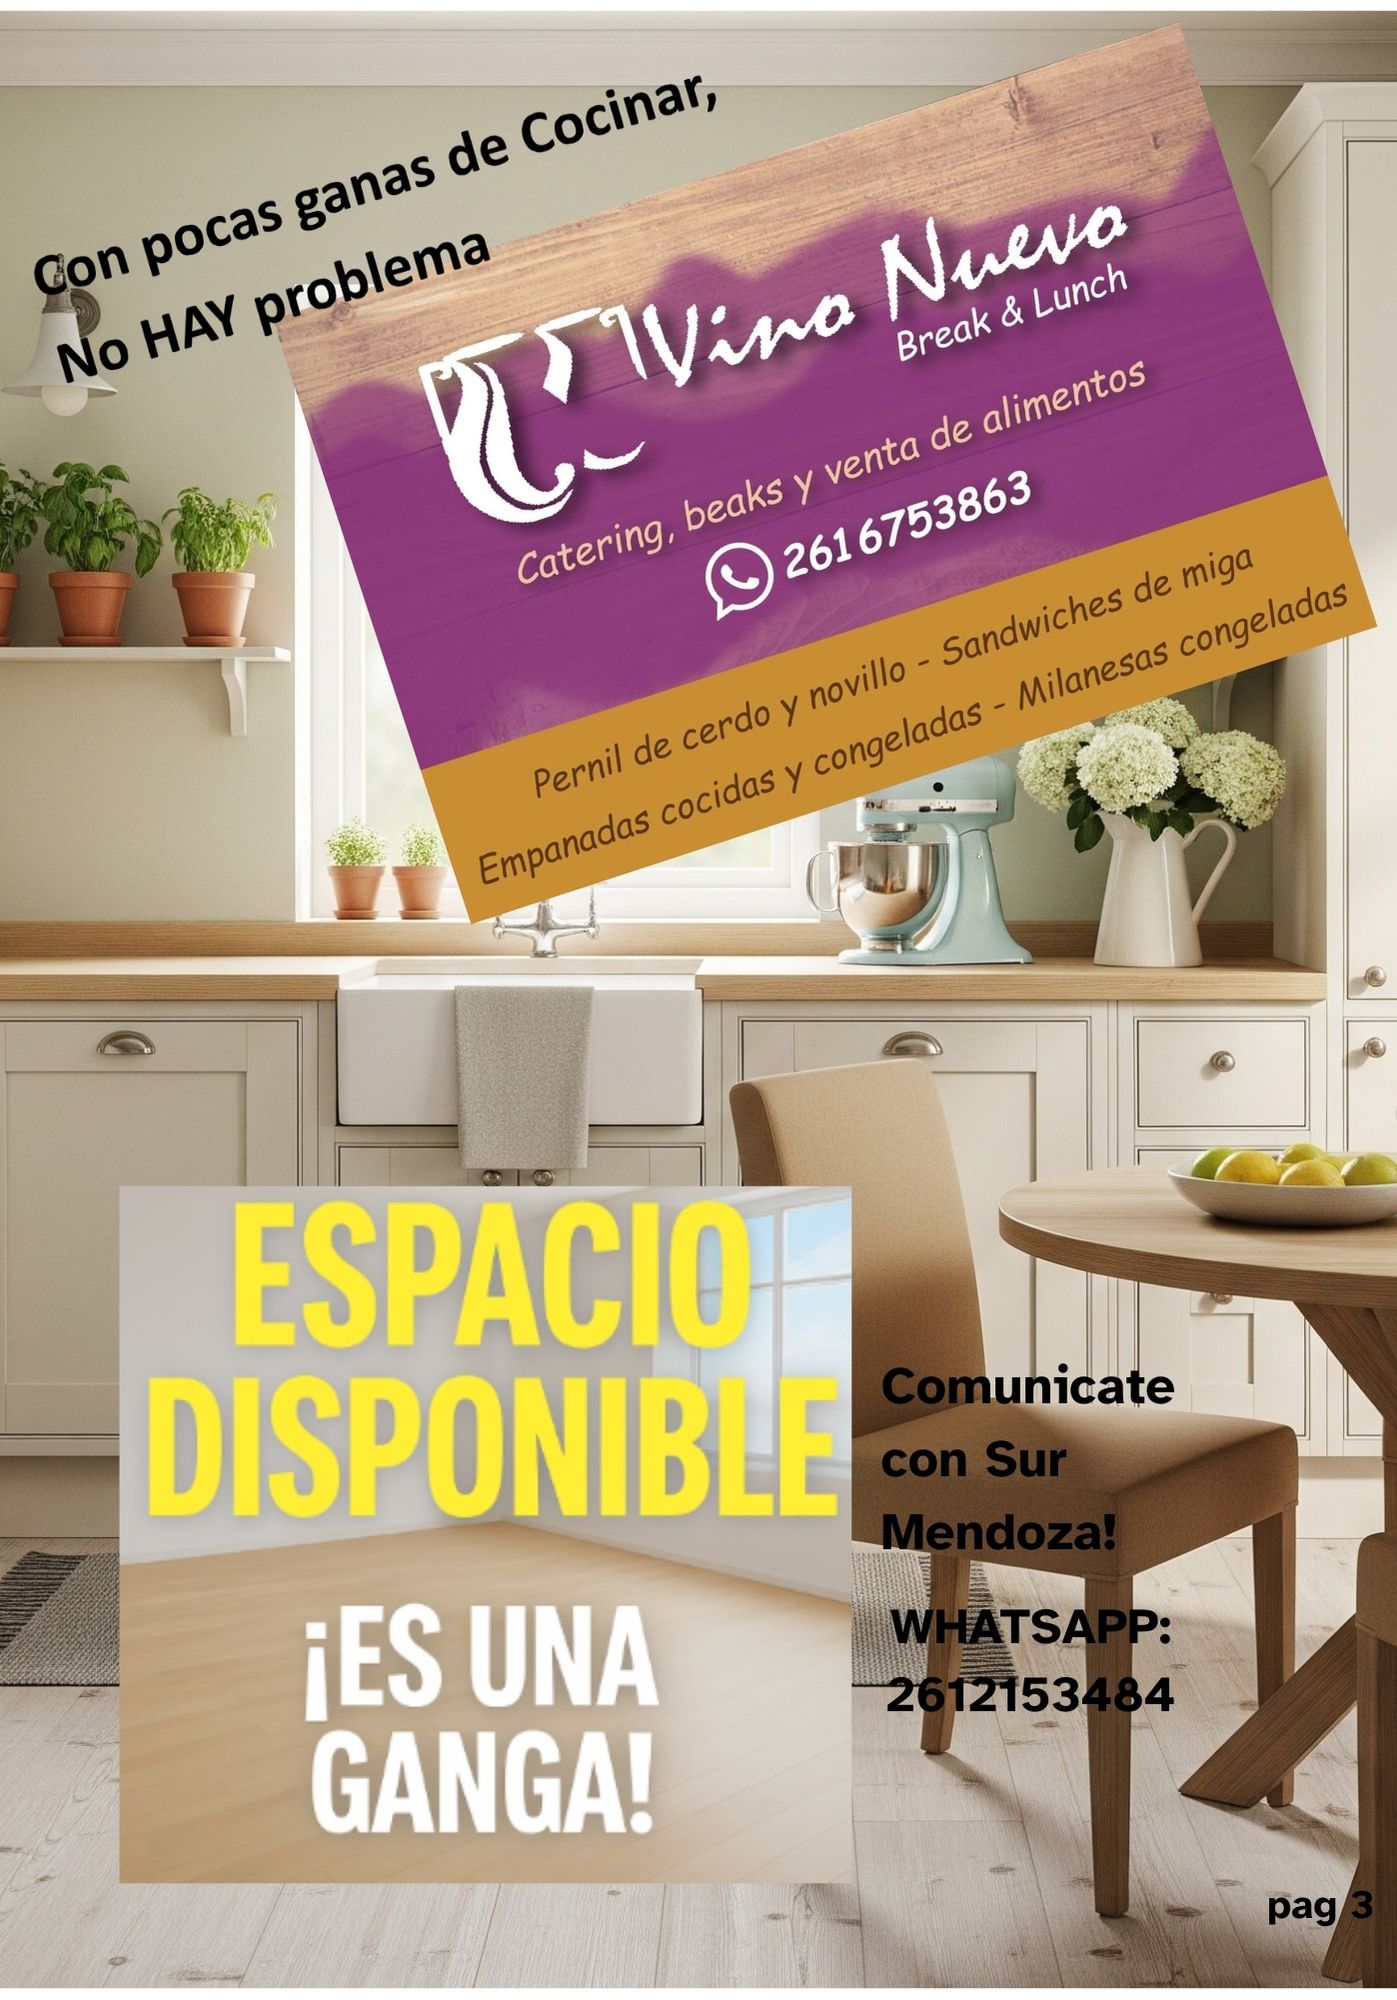 Con pocas ganas de Cocinar,
No HAY problema
Vino Nuevo
Break & Lunch
Catering, beaks y venta de alimentos
2616753863
Pernil de cerdo y novillo - Sandwiches de miga
Empanadas cocidas y congeladas - Milanesas congeladas
ESPACIO
DISPONIBLE
¡ES UNA
GANGA!
Comunicate
con Sur
Mendoza!
WHATSAPP:
2612153484
pag 3